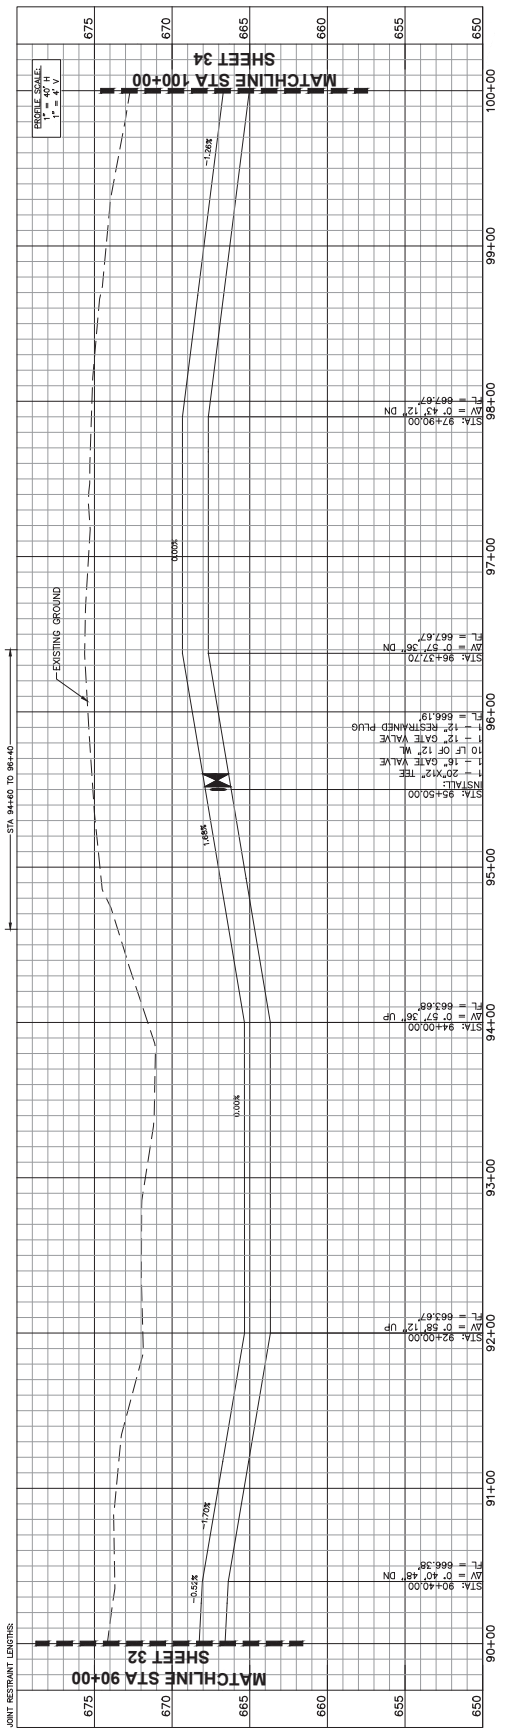 JOINT RESTRAINT LENGTHS:
STA 94+60 TO 96+40
PROFILE SCALE:
1" = 40' H
1" = 4' V
EXISTING GROUND
MATCHLINE STA 90+00
SHEET 32
MATCHLINE STA 100+00
SHEET 34
-0.52%
-1.70%
0.00%
1.68%
0.00%
-1.26%
STA: 90+40.00
ΔV = 0° 40' 48" DN
FL = 666.38'
STA: 92+00.00
ΔV = 0° 58' 12" UP
FL = 663.67'
STA: 94+00.00
ΔV = 0° 57' 36" UP
FL = 663.68'
STA: 95+50.00
INSTALL:
1 - 20"X12" TEE
1 - 16" GATE VALVE
10 LF OF 12" WL
1 - 12" GATE VALVE
1 - 12" RESTRAINED PLUG
FL = 666.19'
STA: 96+37.70
ΔV = 0° 57' 36" DN
FL = 667.67'
STA: 97+90.00
ΔV = 0° 43' 12" DN
FL = 667.67'
675
670
665
660
655
650
675
670
665
660
655
650
90+00
91+00
92+00
93+00
94+00
95+00
96+00
97+00
98+00
99+00
100+00